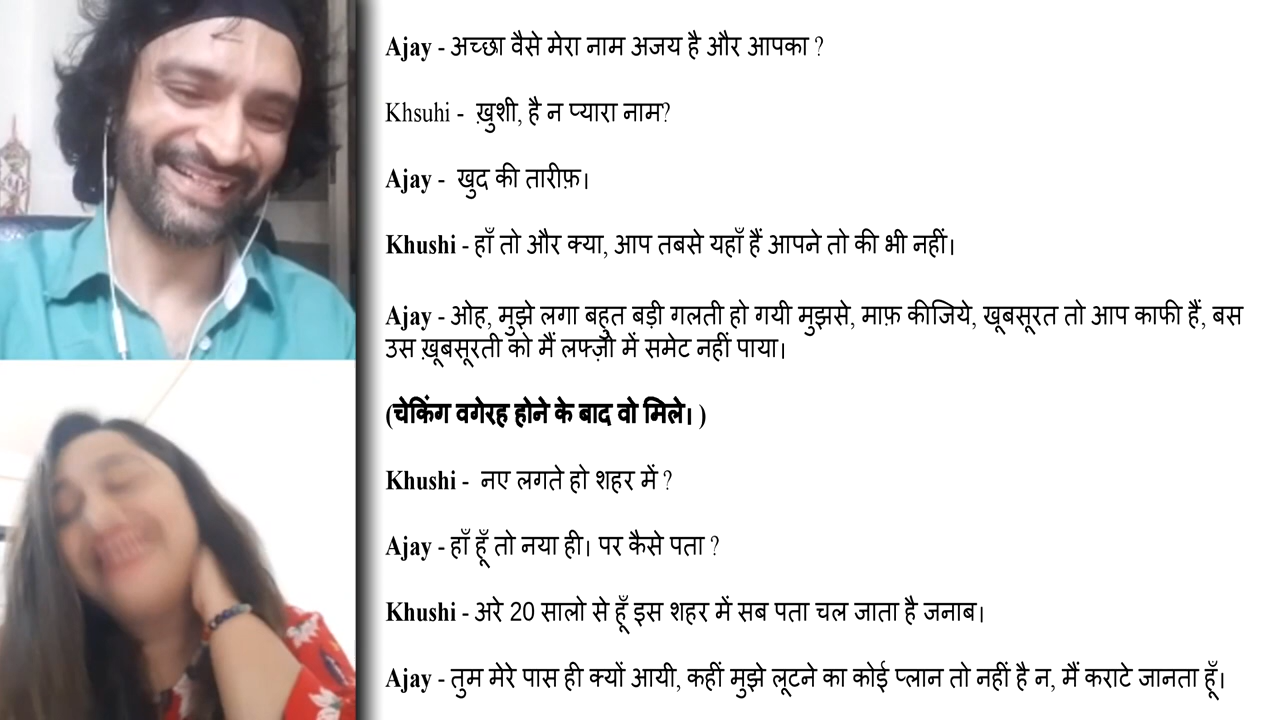 Ajay - अच्छा वैसे मेरा नाम अजय है और आपका ?
Khsuhi - ख़ुशी, है न प्यारा नाम?
Ajay - खुद की तारीफ़।
Khushi - हाँ तो और क्या, आप तबसे यहाँ हैं आपने तो की भी नहीं।
Ajay - ओह, मुझे लगा बहुत बड़ी गलती हो गयी मुझसे, माफ़ कीजिये, खूबसूरत तो आप काफी हैं, बस
उस ख़ूबसूरती को मैं लफ्ज़ो में समेट नहीं पाया।
(चेकिंग वगेरह होने के बाद वो मिले। )
Khushi - नए लगते हो शहर में ?
Ajay - हाँ हूँ तो नया ही। पर कैसे पता ?
Khushi - अरे 20 सालो से हूँ इस शहर में सब पता चल जाता है जनाब।
Ajay - तुम मेरे पास ही क्यों आयी, कहीं मुझे लूटने का कोई प्लान तो नहीं है न, मैं कराटे जानता हूँ।